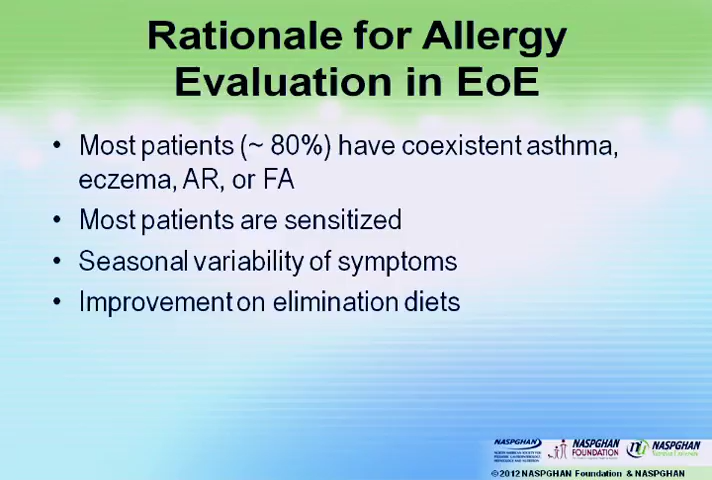 Rationale for Allergy
Evaluation in EoE
• Most patients (~ 80%) have coexistent asthma,
eczema, AR, or FA
• Most patients are sensitized
• Seasonal variability of symptoms
• Improvement on elimination diets
NASPGHAN
NASPGHAN
FOUNDATION
NASPGHAN
©2012 NASPGHAN Foundation & NASPGHAN